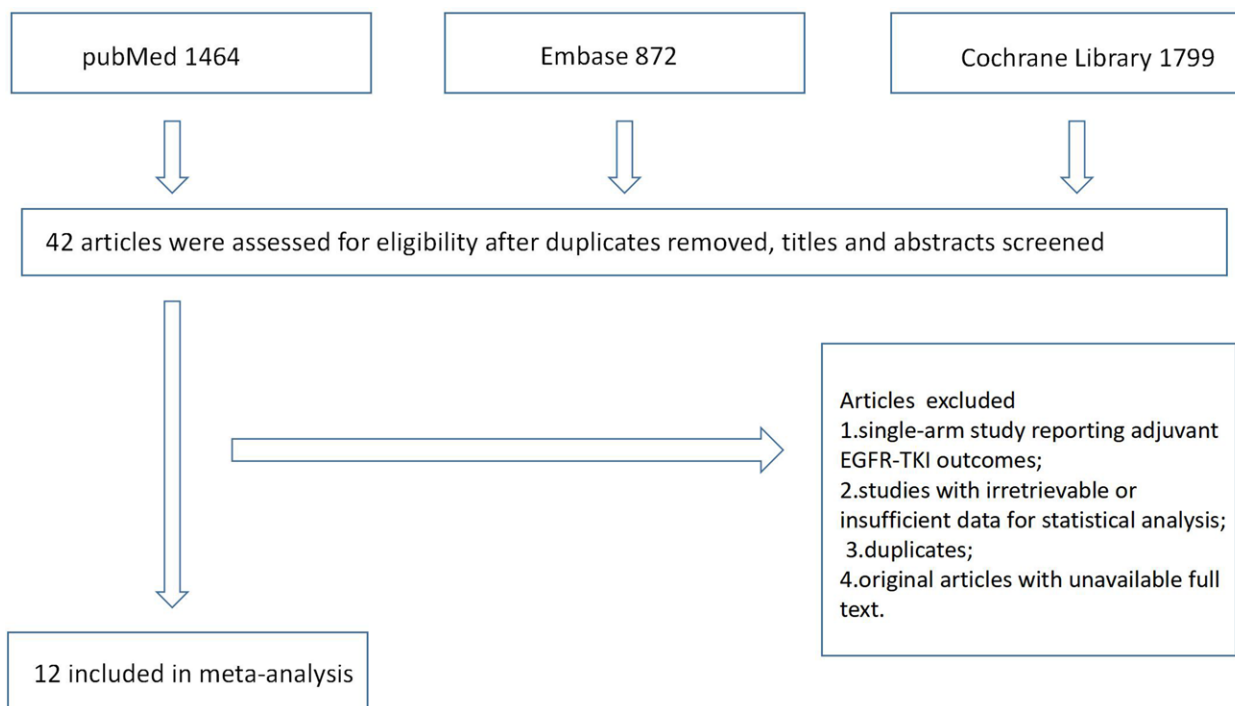 pubMed 1464
Embase 872
Cochrane Library 1799
42 articles were assessed for eligibility after duplicates removed, titles and abstracts screened
Articles excluded
1.single-arm study reporting adjuvant
EGFR-TKI outcomes;
2.studies with irretrievable or
insufficient data for statistical analysis;
3.duplicates;
4.original articles with unavailable full
text.
12 included in meta-analysis